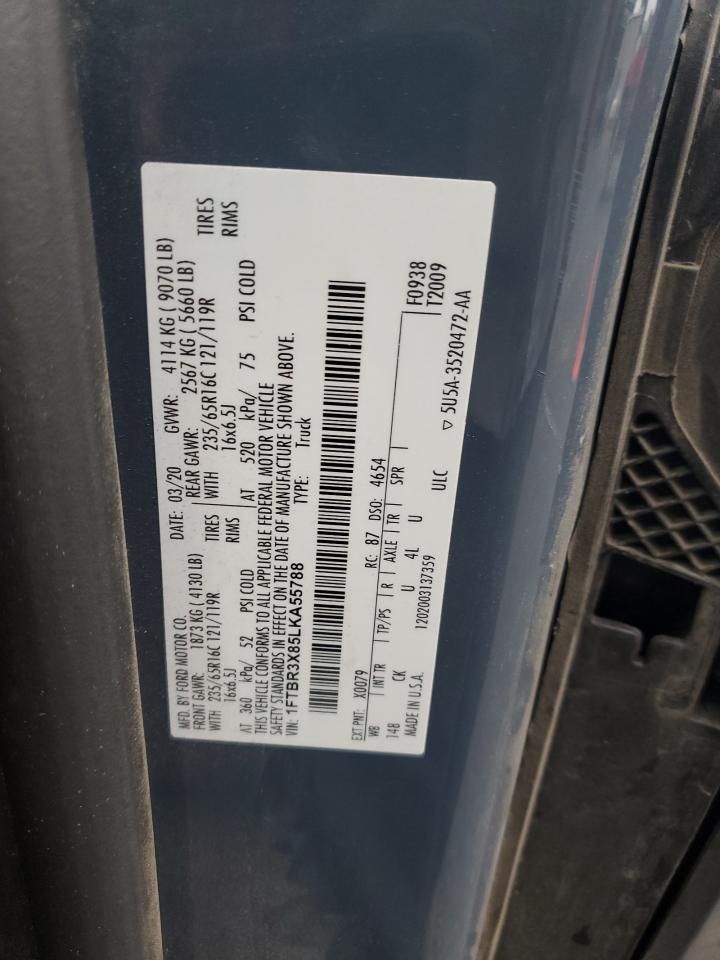 MFD. BY FORD MOTOR CO.
DATE: 03/20 GVWR: 4114 KG ( 9070 LB)
FRONT GAWR: 1873 KG ( 4130 LB) REAR GAWR: 2567 KG ( 5660 LB)
WITH 235/65R16C 121/119R TIRES WITH 235/65R16C 121/119R TIRES
16x6.5J RIMS 16x6.5J RIMS
AT 360 kPa/ 52 PSI COLD AT 520 kPa/ 75 PSI COLD
THIS VEHICLE CONFORMS TO ALL APPLICABLE FEDERAL MOTOR VEHICLE
SAFETY STANDARDS IN EFFECT ON THE DATE OF MANUFACTURE SHOWN ABOVE.
VIN: 1FTBR3X85LKA55788 TYPE: Truck
EXT PNT: X0079 RC: 87 DSO: 4654 F0938
WB INT TR TP/PS R AXLE TR SPR T2009
148 CK U 4L U
MADE IN U.S.A. 1202003137359 ULC ▽ 5U5A-3520472-AA